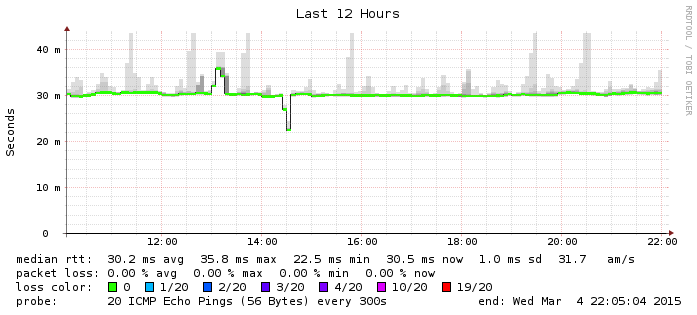 Last 12 Hours
RRDTOOL / TOBI OETIKER
Seconds
40 m
30 m
20 m
10 m
0
12:00 14:00 16:00 18:00 20:00 22:00
median rtt: 30.2 ms avg 35.8 ms max 22.5 ms min 30.5 ms now 1.0 ms sd 31.7 am/s
packet loss: 0.00 % avg 0.00 % max 0.00 % min 0.00 % now
loss color: 0 1/20 2/20 3/20 4/20 10/20 19/20
probe: 20 ICMP Echo Pings (56 Bytes) every 300s end: Wed Mar 4 22:05:04 2015